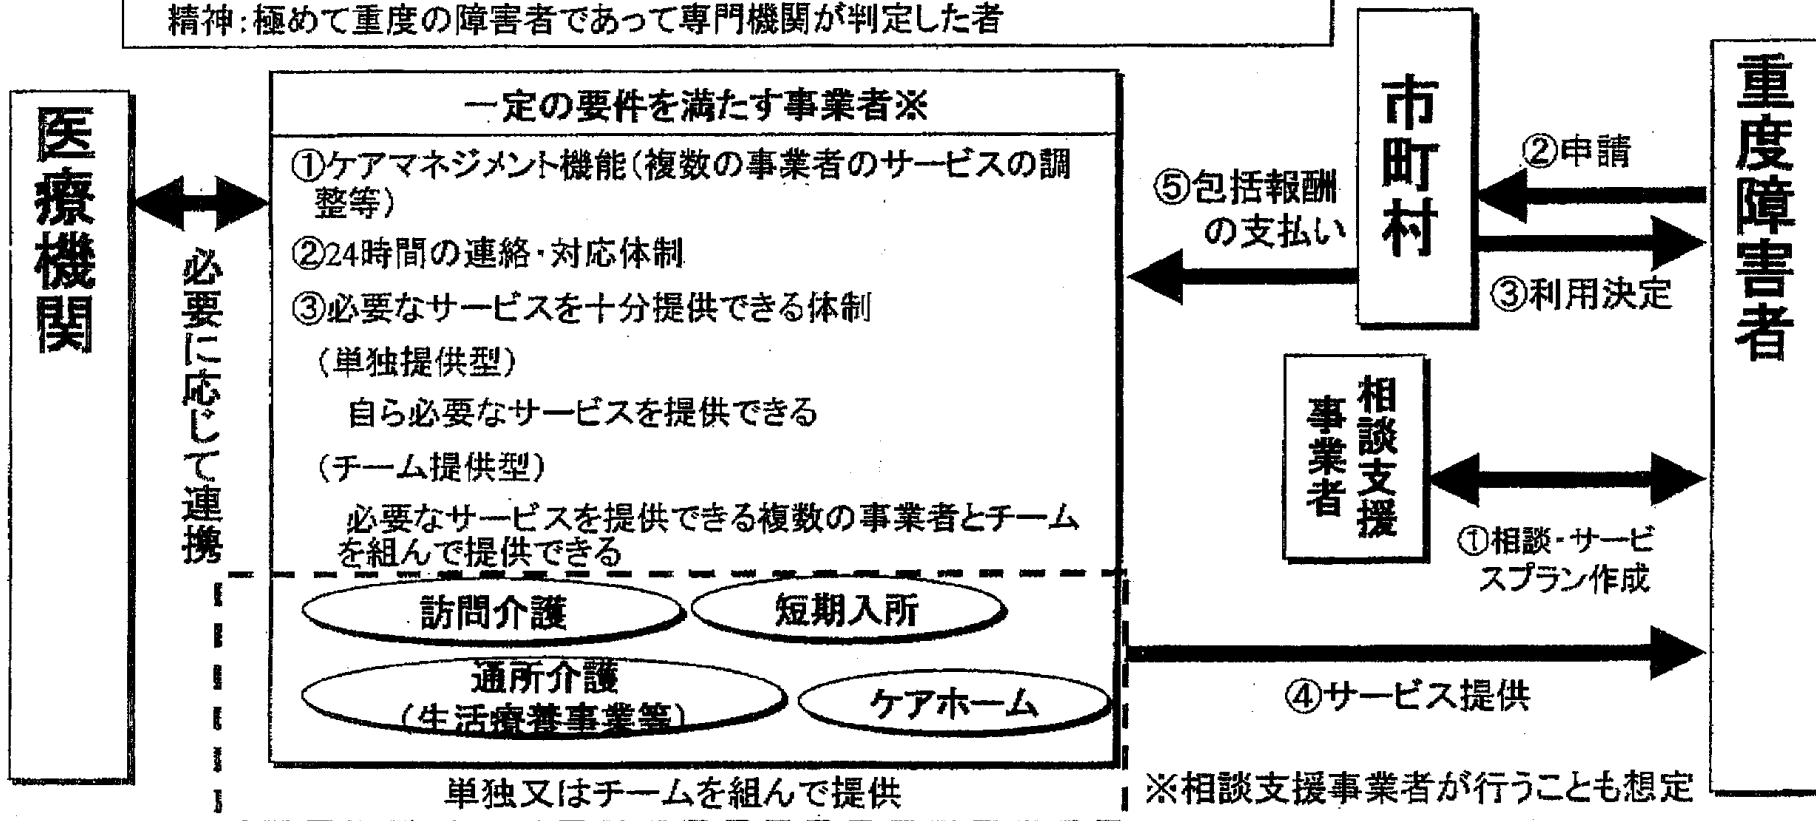 精神:極めて重度の障害者であって専門機関が判定した者
医療機関
必要に応じて連携
一定の要件を満たす事業者※
①ケアマネジメント機能(複数の事業者のサービスの調
整等)
②24時間の連絡・対応体制
③必要なサービスを十分提供できる体制
(単独提供型)
自ら必要なサービスを提供できる
(チーム提供型)
必要なサービスを提供できる複数の事業者とチーム
を組んで提供できる
訪問介護
短期入所
通所介護
(生活療養事業等)
ケアホーム
単独又はチームを組んで提供
⑤包括報酬
の支払い
市町村
②申請
③利用決定
相談支援
事業者
①相談・サービ
スプラン作成
④サービス提供
※相談支援事業者が行うことも想定
重度障害者